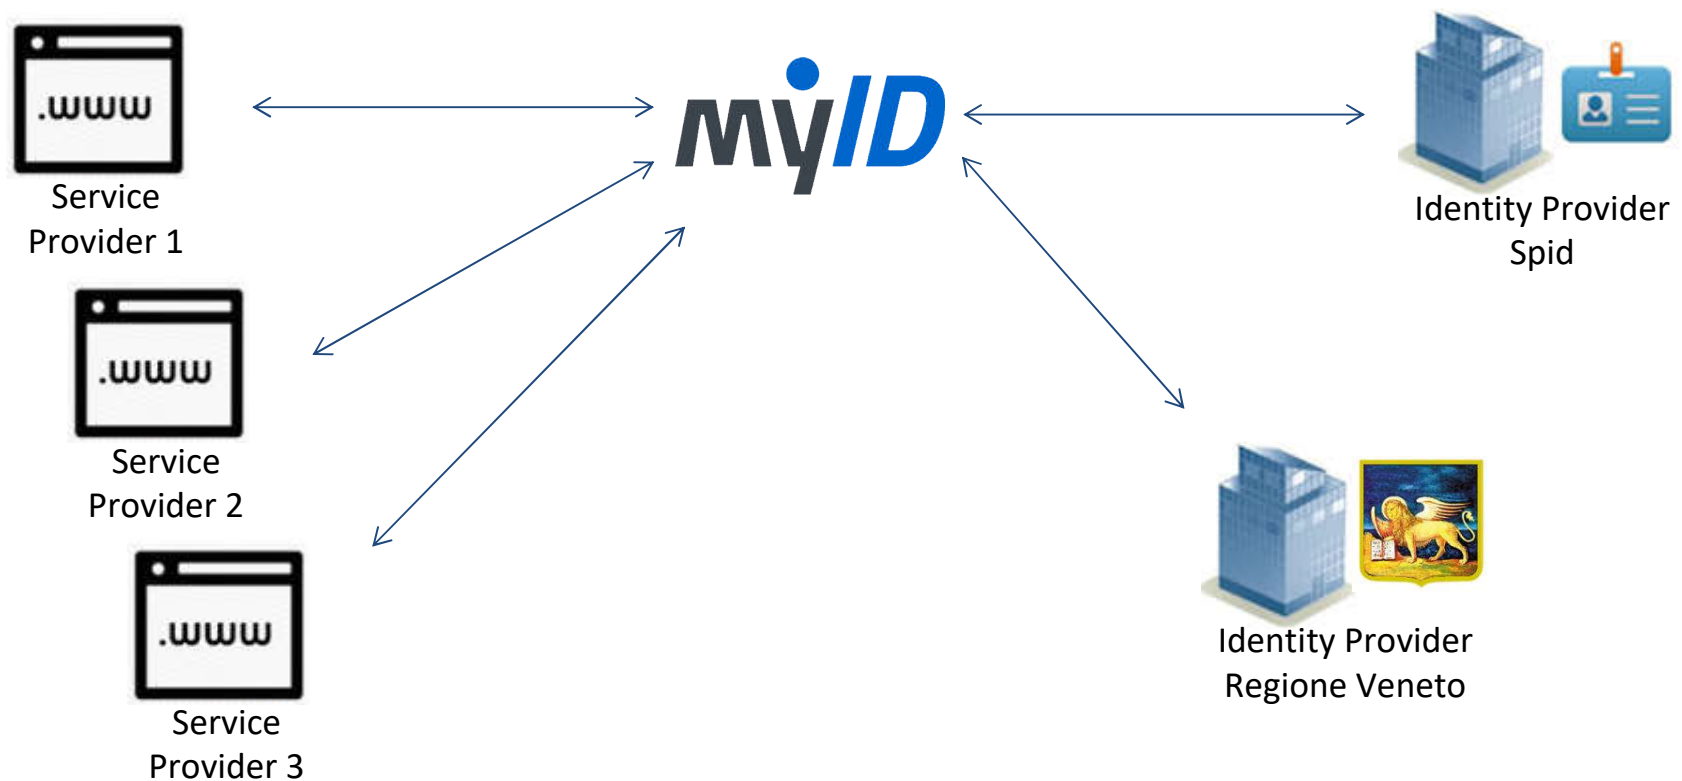 .www
Service
Provider 1
.www
Service
Provider 2
.www
Service
Provider 3
myID
Identity Provider
Spid
Identity Provider
Regione Veneto